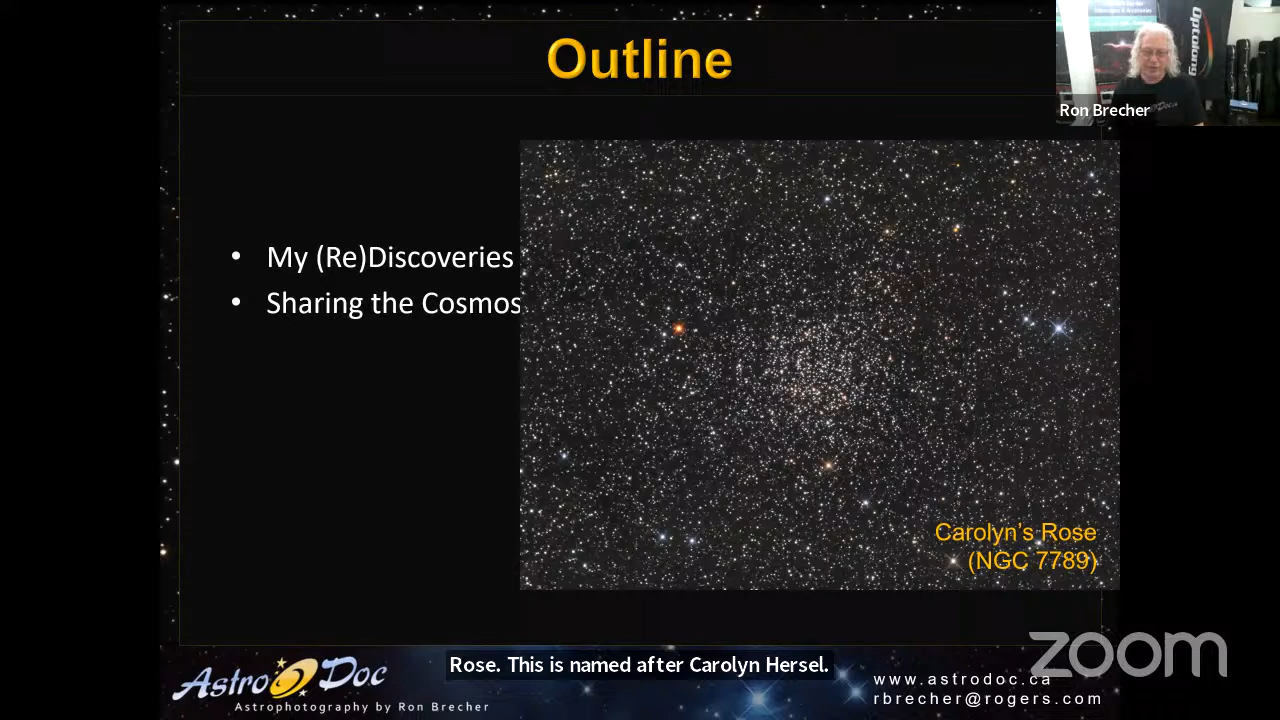 Outline
Optolong
Ron Brecher
• My (Re)Discoveries
• Sharing the Cosmos
Carolyn's Rose
(NGC 7789)
zoom
Rose. This is named after Carolyn Hersel.
Astro Doc
Astrophotography by Ron Brecher
www.astrodoc.ca
rbrecher@rogers.com